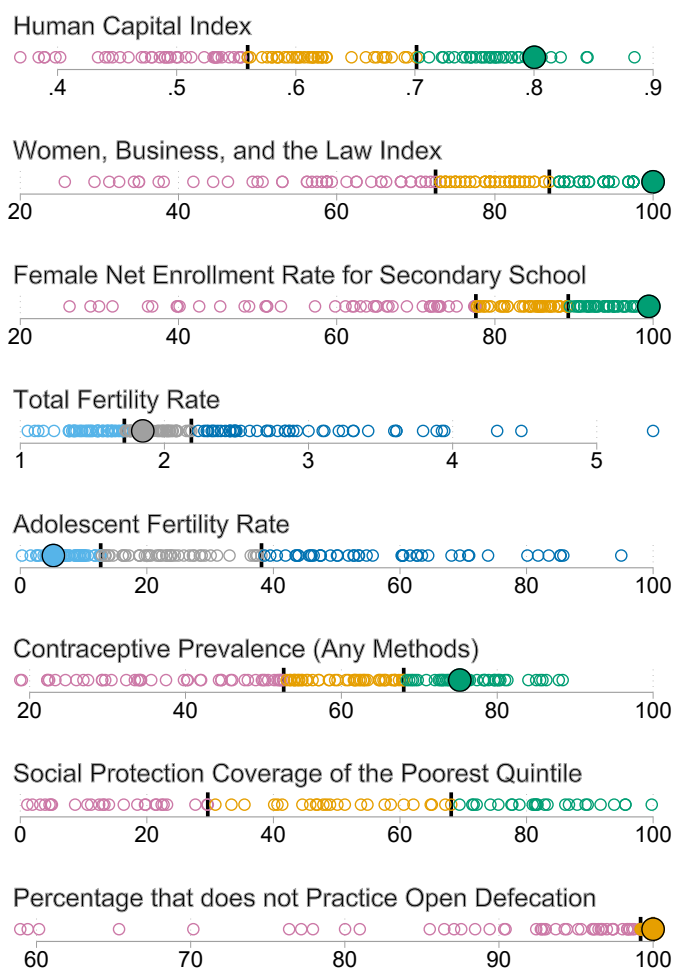 Human Capital Index
.4 .5 .6 .7 .8 .9
Women, Business, and the Law Index
20 40 60 80 100
Female Net Enrollment Rate for Secondary School
20 40 60 80 100
Total Fertility Rate
1 2 3 4 5
Adolescent Fertility Rate
0 20 40 60 80 100
Contraceptive Prevalence (Any Methods)
20 40 60 80 100
Social Protection Coverage of the Poorest Quintile
0 20 40 60 80 100
Percentage that does not Practice Open Defecation
60 70 80 90 100